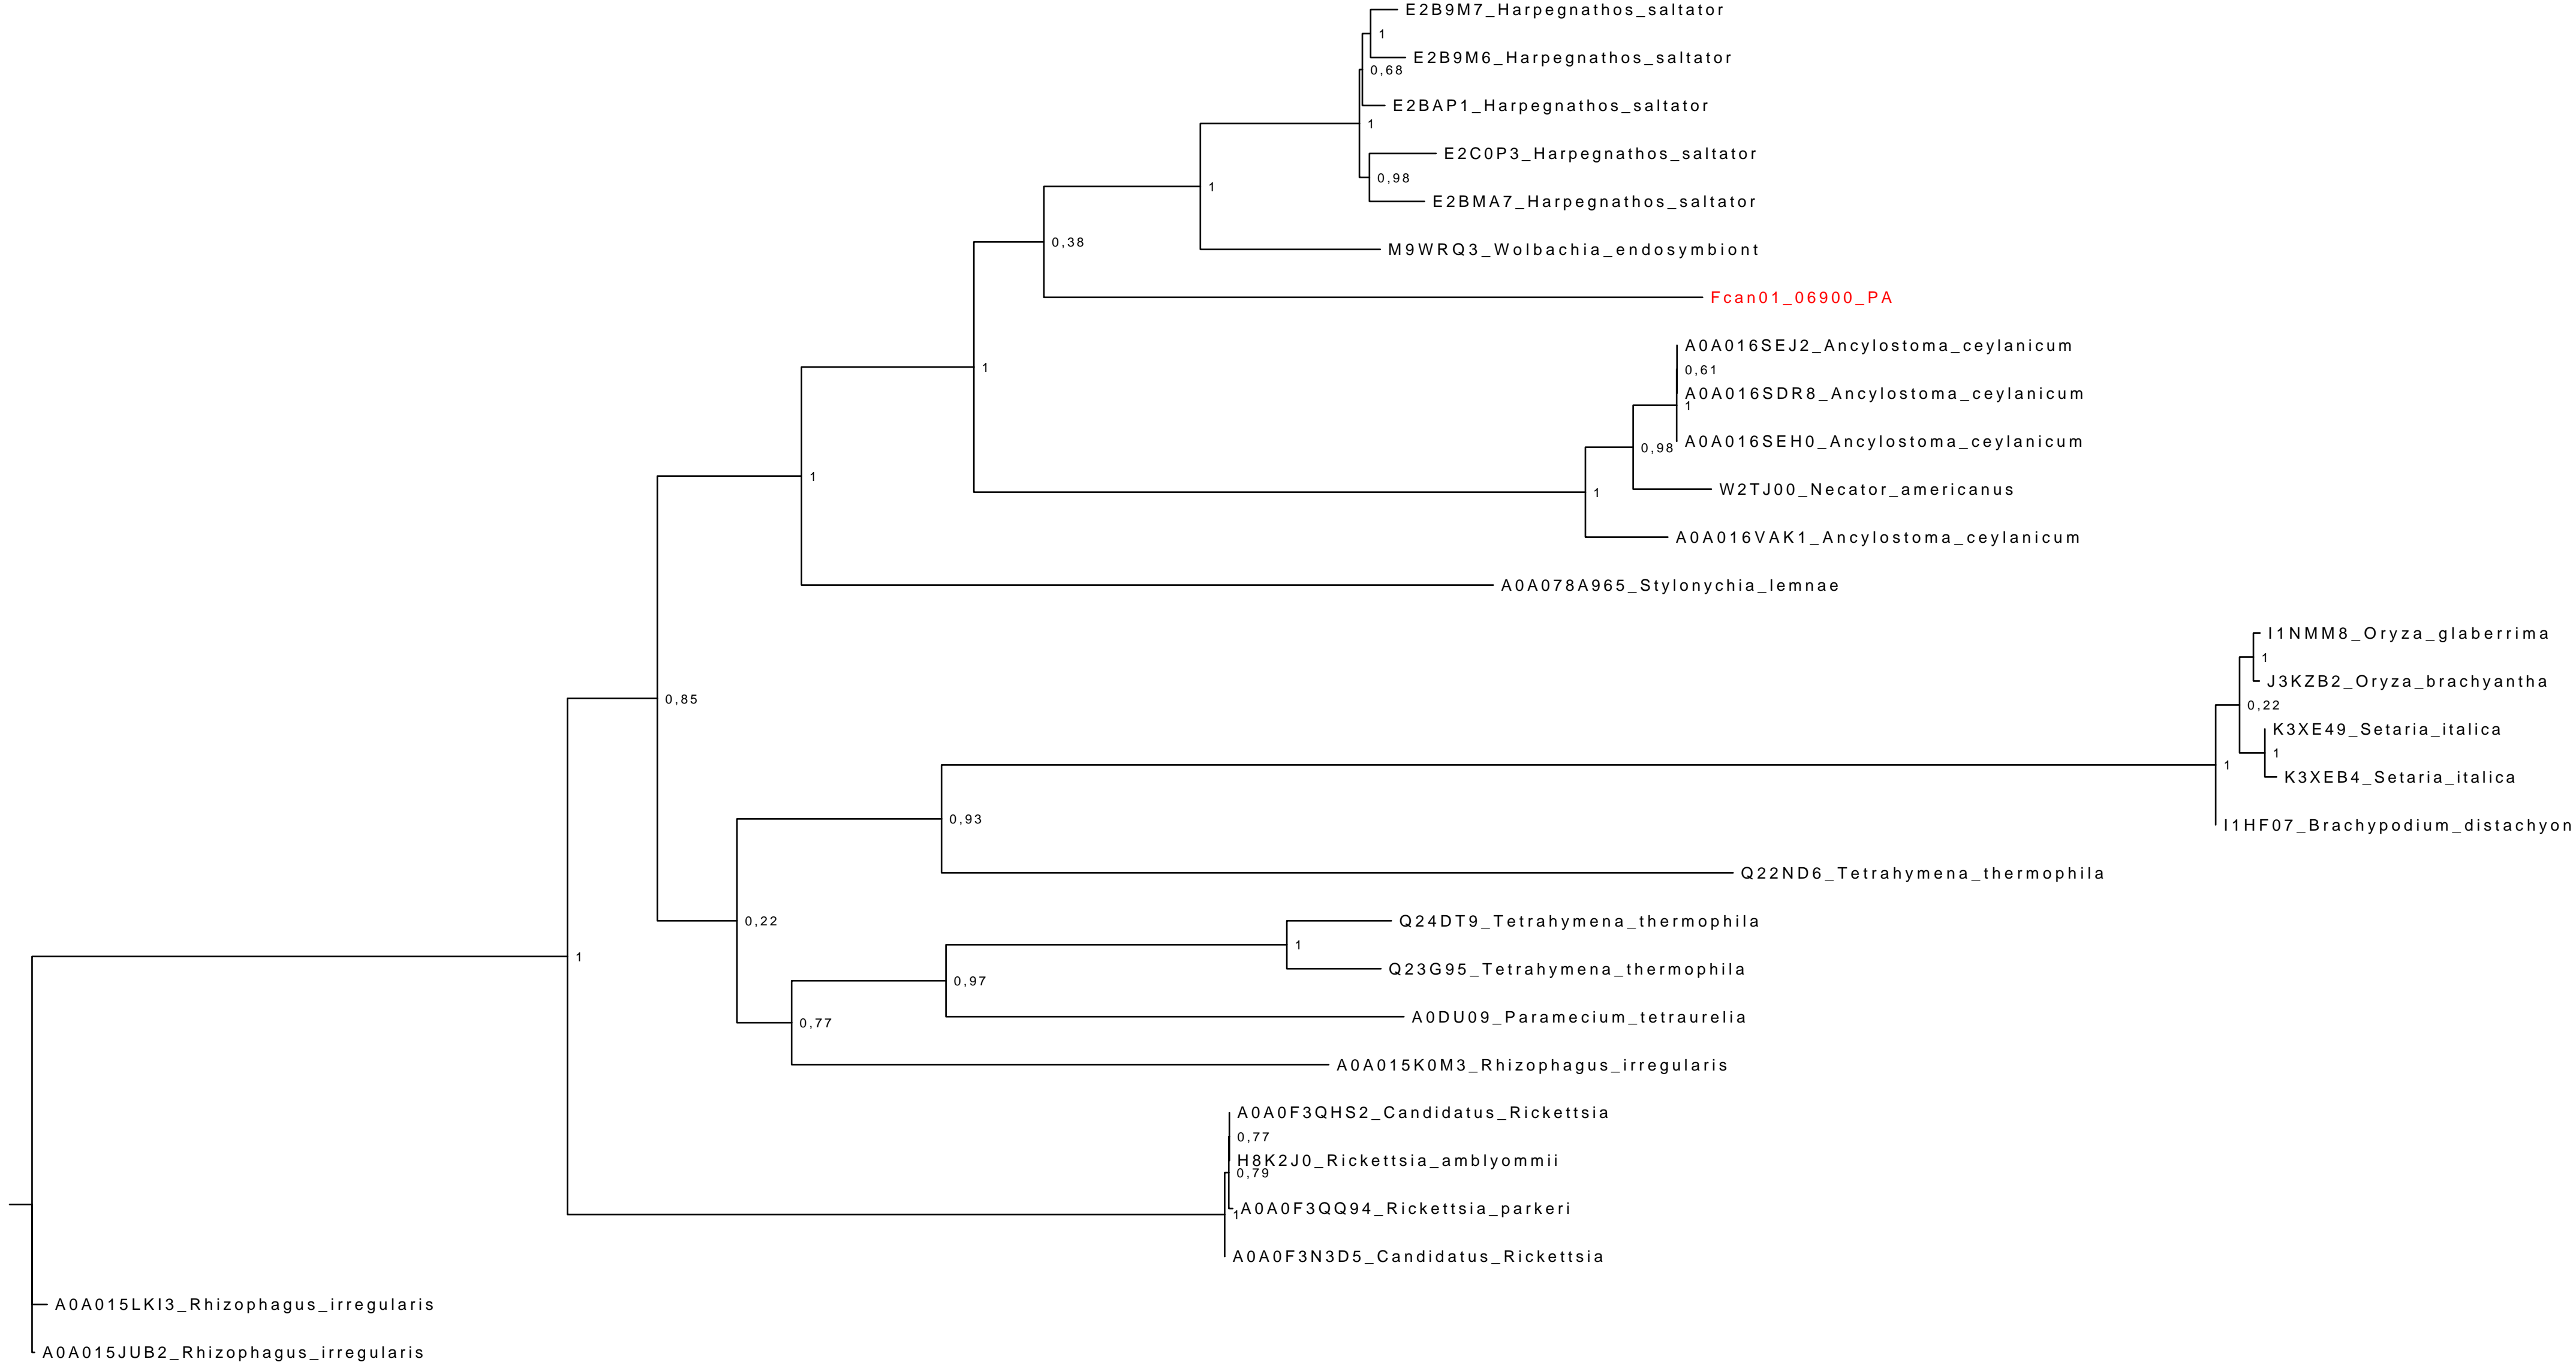 E2B9M7_Harpegnathos_saltator
1
E2B9M6_Harpegnathos_saltator
0,68
E2BAP1_Harpegnathos_saltator
1
E2C0P3_Harpegnathos_saltator
0,98
1
E2BMA7_Harpegnathos_saltator
0,38
M9WRQ3_Wolbachia_endosymbiont
Fcan01_06900_PA
A0A016SEJ2_Ancylostoma_ceylanicum
1
0,61
A0A016SDR8_Ancylostoma_ceylanicum
1
A0A016SEH0_Ancylostoma_ceylanicum
0,98
1
W2TJ00_Necator_americanus
1
A0A016VAK1_Ancylostoma_ceylanicum
A0A078A965_Stylonychia_lemnae
I1NMM8_Oryza_glaberrima
1
J3KZB2_Oryza_brachyantha
0,85
0,22
K3XE49_Setaria_italica
1
1
K3XEB4_Setaria_italica
0,93
I1HF07_Brachypodium_distachyon
Q22ND6_Tetrahymena_thermophila
0,22
Q24DT9_Tetrahymena_thermophila
1
1
Q23G95_Tetrahymena_thermophila
0,97
A0DU09_Paramecium_tetraurelia
0,77
A0A015K0M3_Rhizophagus_irregularis
A0A0F3QHS2_Candidatus_Rickettsia
0,77
H8K2J0_Rickettsia_amblyommii
0,79
A0A0F3QQ94_Rickettsia_parkeri
1
A0A0F3N3D5_Candidatus_Rickettsia
A0A015LKI3_Rhizophagus_irregularis
A0A015JUB2_Rhizophagus_irregularis